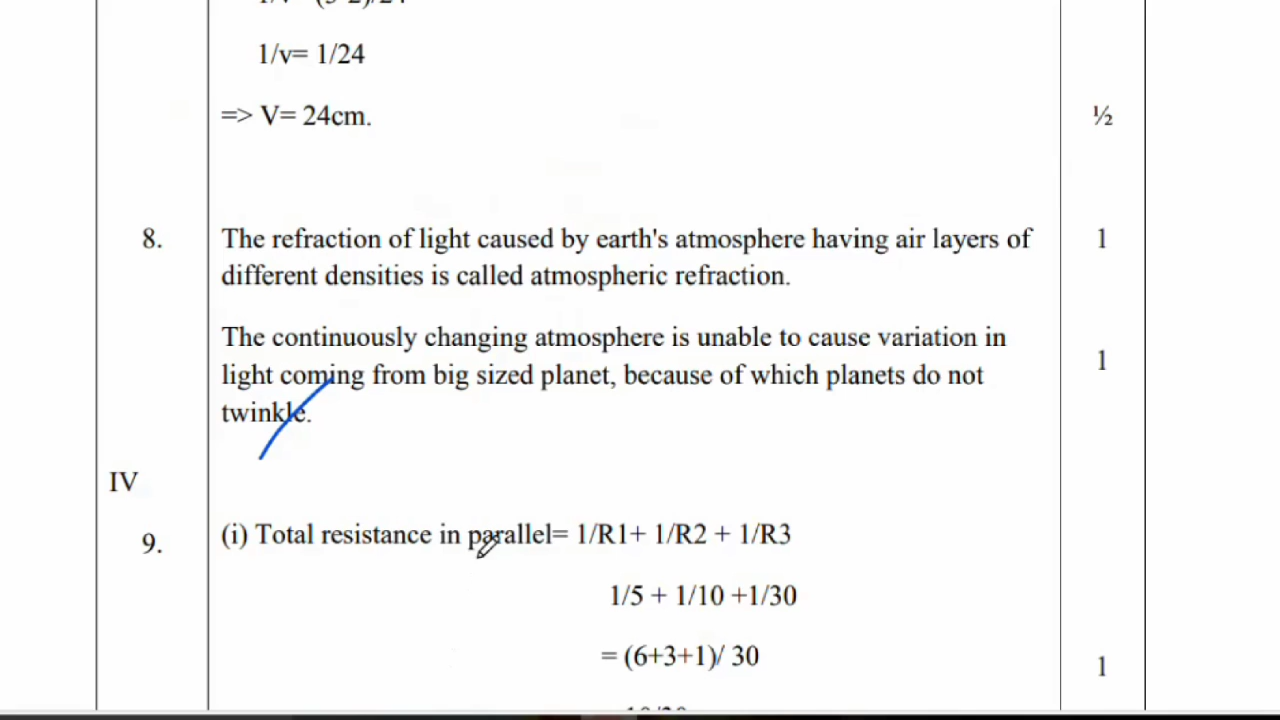 1/v= 1/24
=> V= 24cm. ½
8. The refraction of light caused by earth's atmosphere having air layers of 1
different densities is called atmospheric refraction.
The continuously changing atmosphere is unable to cause variation in
light coming from big sized planet, because of which planets do not 1
twinkle.
IV
9. (i) Total resistance in parallel= 1/R1+ 1/R2 + 1/R3
1/5 + 1/10 +1/30
= (6+3+1)/ 30 1